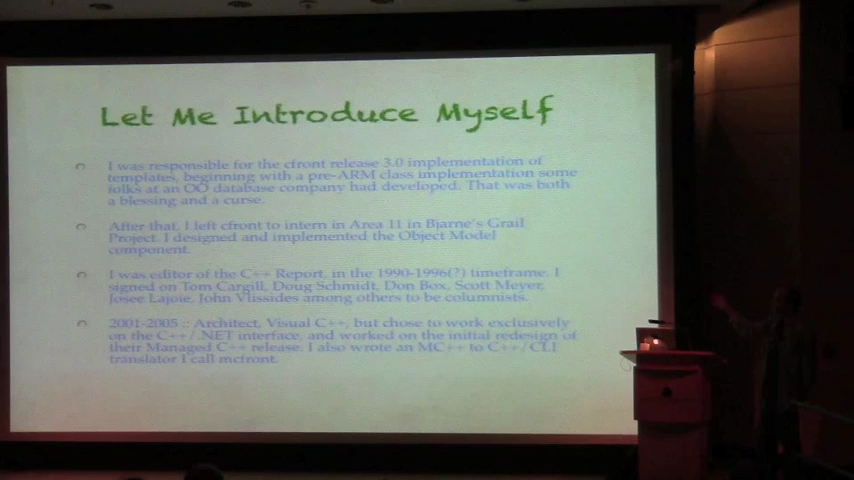 Let Me Introduce Myself
I was responsible for the cfront release 3.0 implementation of
templates, beginning with a pre-ARM class implementation some
folks at an OO database company had developed. That was both
a blessing and a curse.
After that, I left cfront to intern in Area 11 in Bjarne's Grail
Project. I designed and implemented the Object Model
component.
I was editor of the C++ Report, in the 1990-1996(?) timeframe. I
signed on Tom Cargill, Doug Schmidt, Don Box, Scott Meyer,
Josee Lajoie, John Vlissides among others to be columnists.
2001-2005 :: Architect, Visual C++, but chose to work exclusively
on the C++/.NET interface, and worked on the initial redesign of
their Managed C++ release. I also wrote an MC++ to C++/CLI
translator I call mcfront.